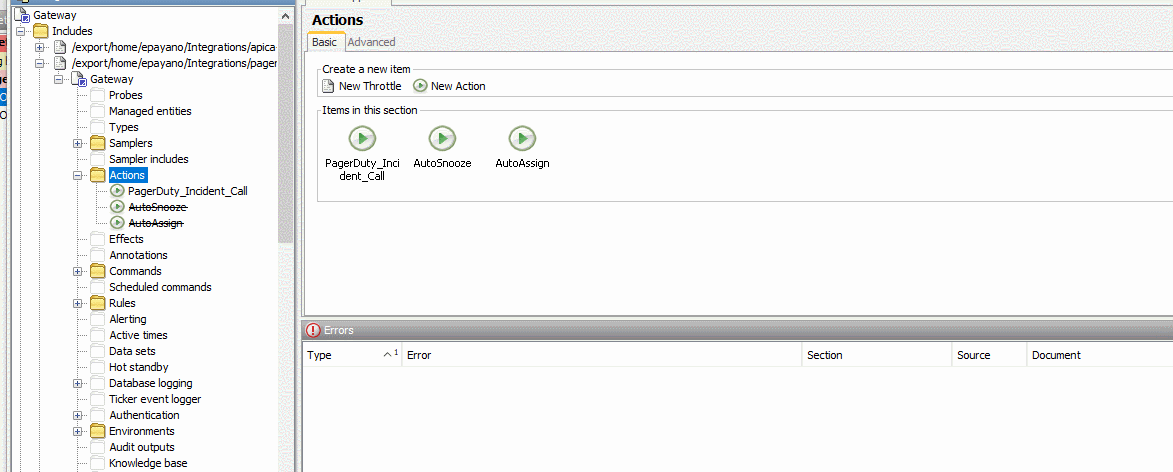 Gateway
Includes
/export/home/epayano/Integrations/apica
/export/home/epayano/Integrations/pager
Gateway
Probes
Managed entities
Types
Samplers
Sampler includes
Actions
PagerDuty_Incident_Call
AutoSnooze
AutoAssign
Effects
Annotations
Commands
Scheduled commands
Rules
Alerting
Active times
Data sets
Hot standby
Database logging
Ticker event logger
Authentication
Environments
Audit outputs
Knowledge base
Actions
Basic Advanced
Create a new item
New Throttle New Action
Items in this section
PagerDuty_Inci
dent_Call
AutoSnooze
AutoAssign
Errors
Type 1 Error Section Source Document